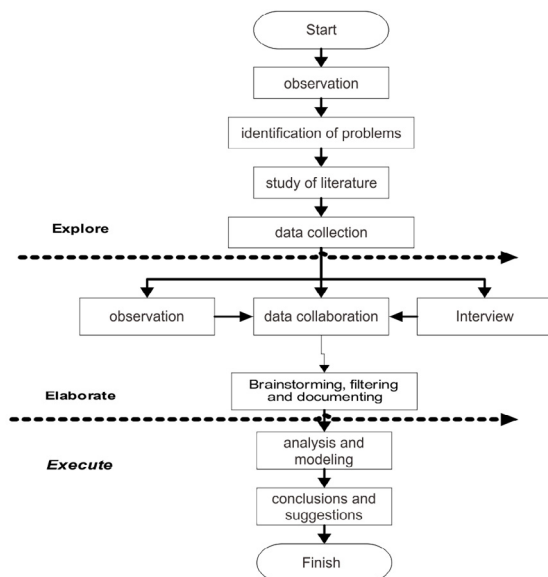 Start
observation
identification of problems
study of literature
data collection
Explore
observation
data collaboration
Interview
Brainstorming, filtering
and documenting
Elaborate
analysis and
modeling
Execute
conclusions and
suggestions
Finish